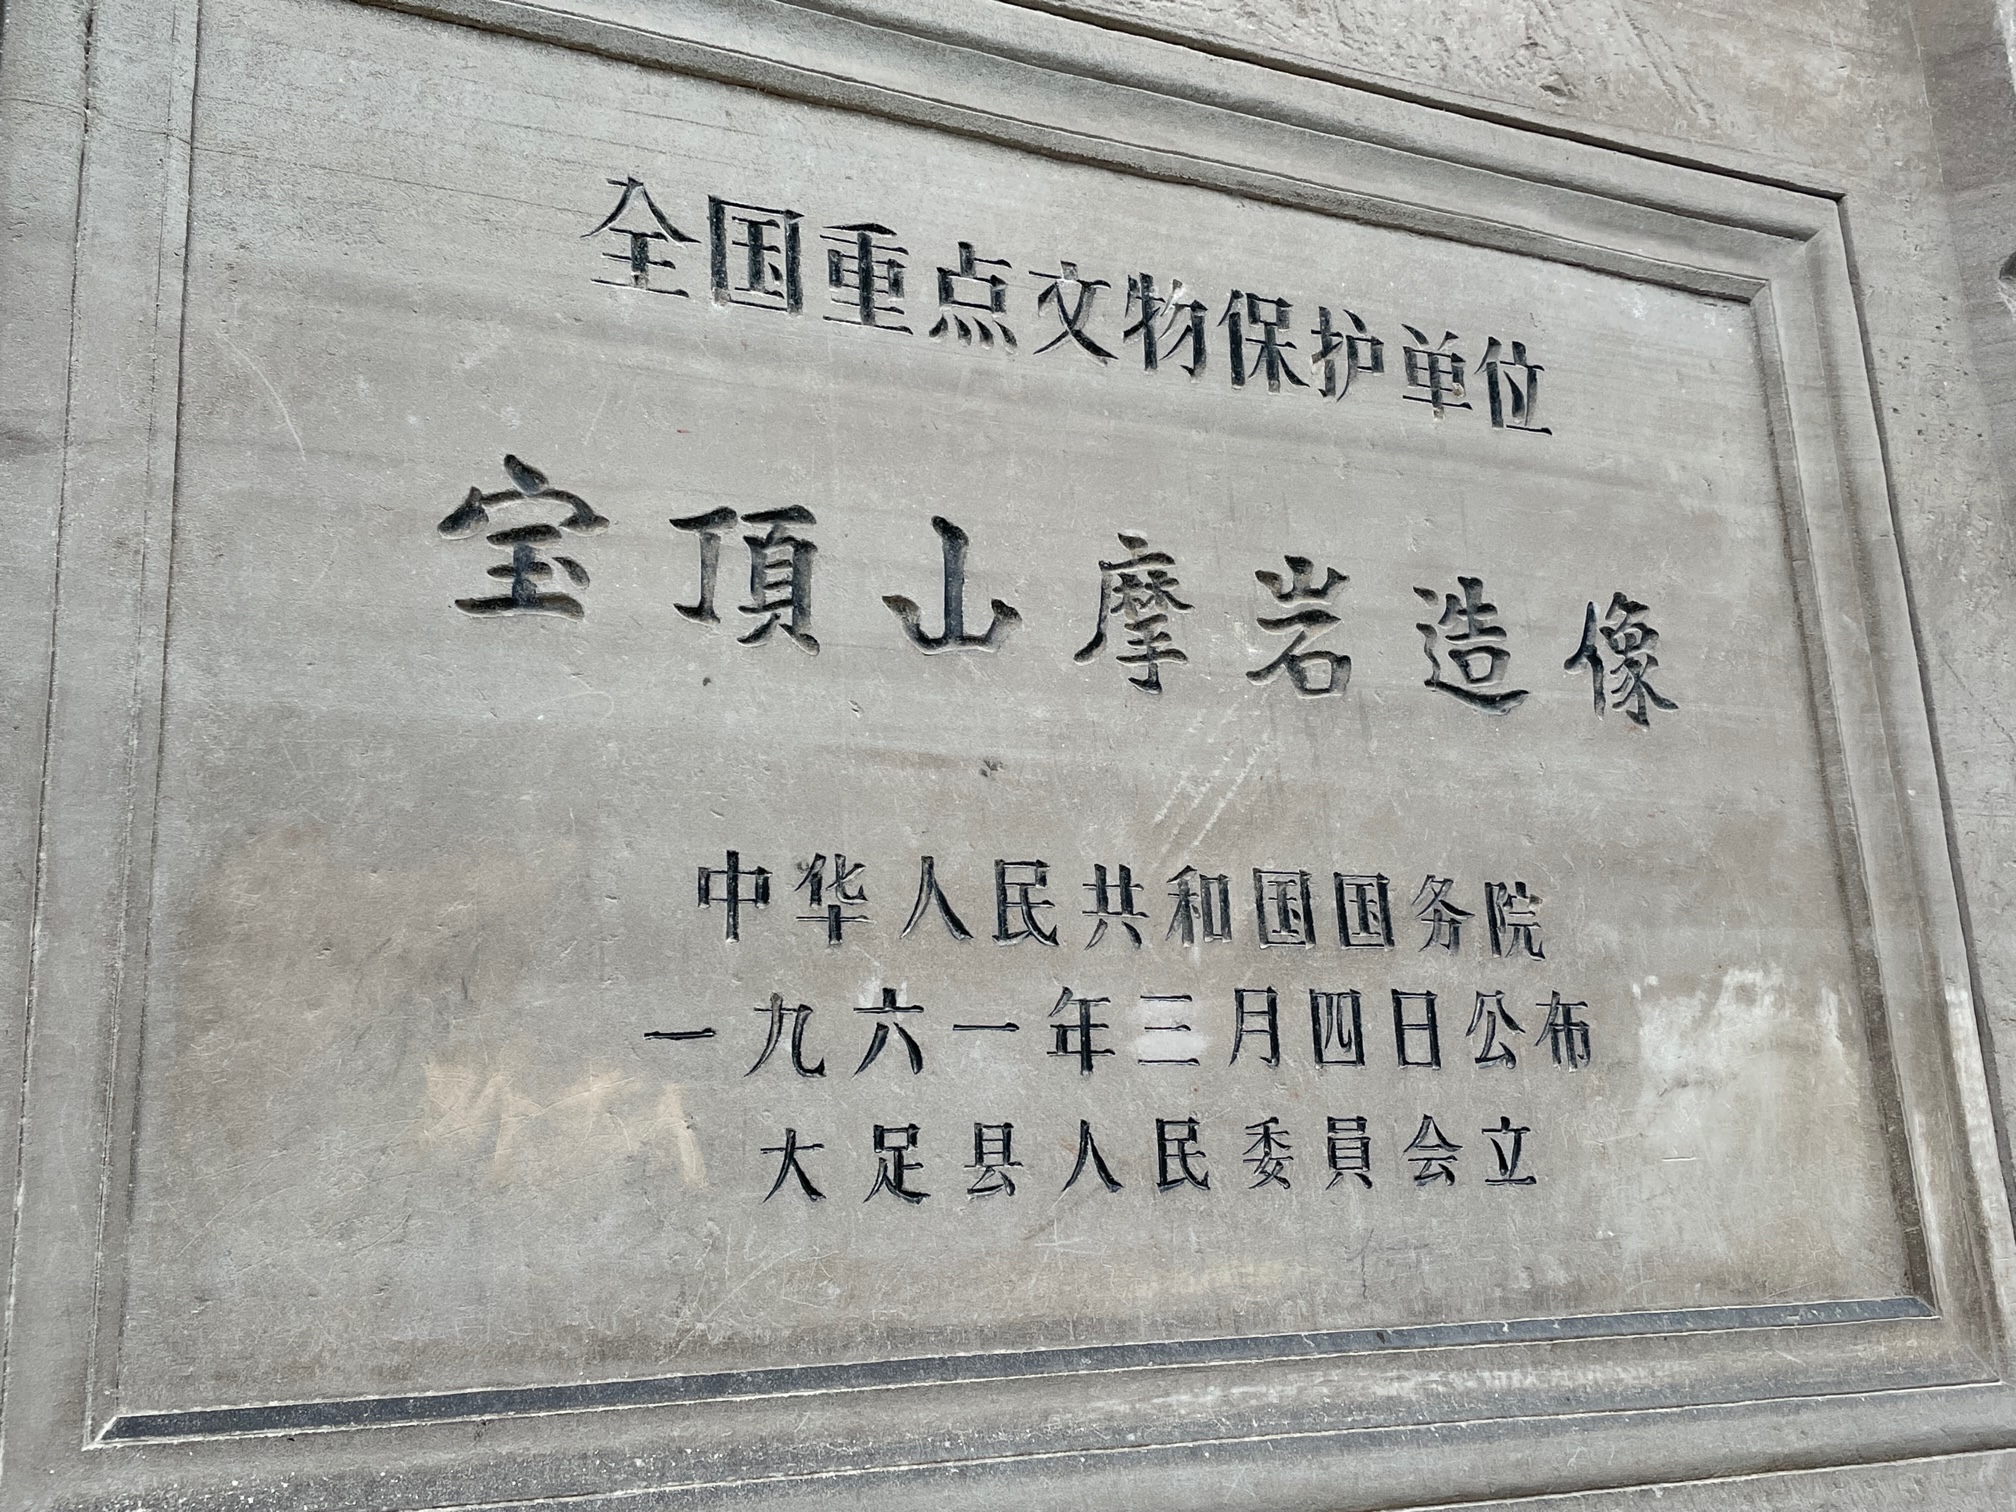 全国重点文物保护单位
宝頂山摩岩造像
中华人民共和国国务院
一九六一年三月四日公布
大足县人民委員会立